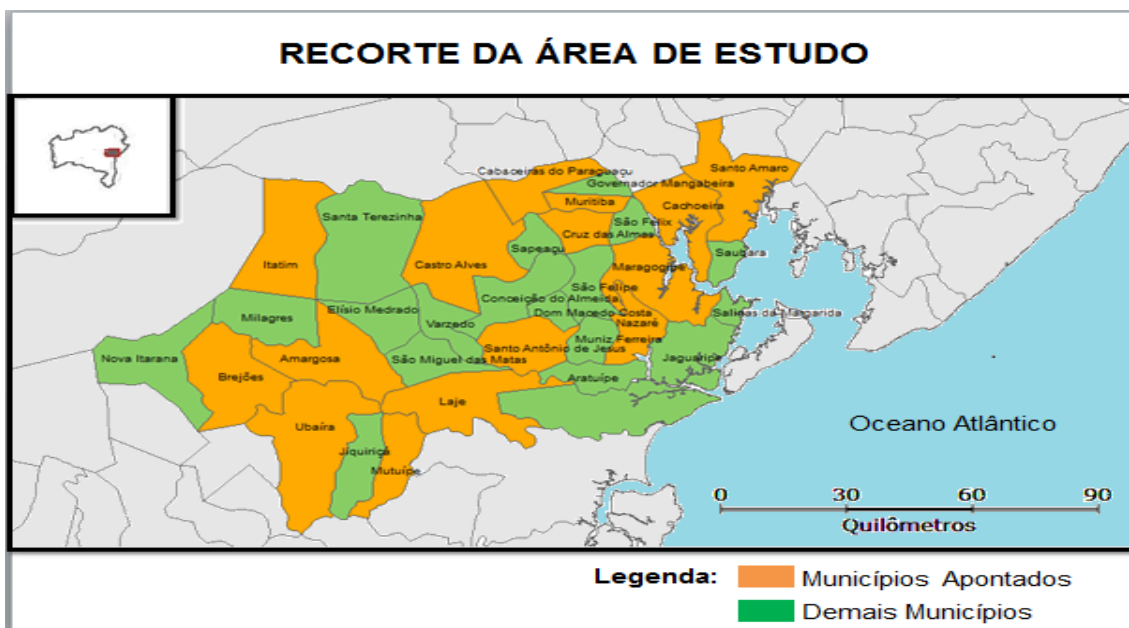 RECORTE DA ÁREA DE ESTUDO
Cabaceiras do Paraguaçu
Santo Amaro
Governador Mangabeira
Muritiba
Cachoeira
Santa Terezinha
São Felix
Cruz das Almas
Sapeaçu
Saubara
Itatim
Castro Alves
Maragogipe
São Felipe
Conceição do Almeida
Elísio Medrado
Dom Macedo Costa
Salinas da Margarida
Milagres
Varzedo
Nazaré
Muniz Ferreira
Santo Antônio de Jesus
Nova Itarana
Amargosa
São Miguel das Matas
Jaguaripe
Brejões
Aratuípe
Laje
Ubaíra
Oceano Atlântico
Jiquiriçá
Mutuípe
0 30 60 90
Quilômetros
Legenda:
Municípios Apontados
Demais Municípios